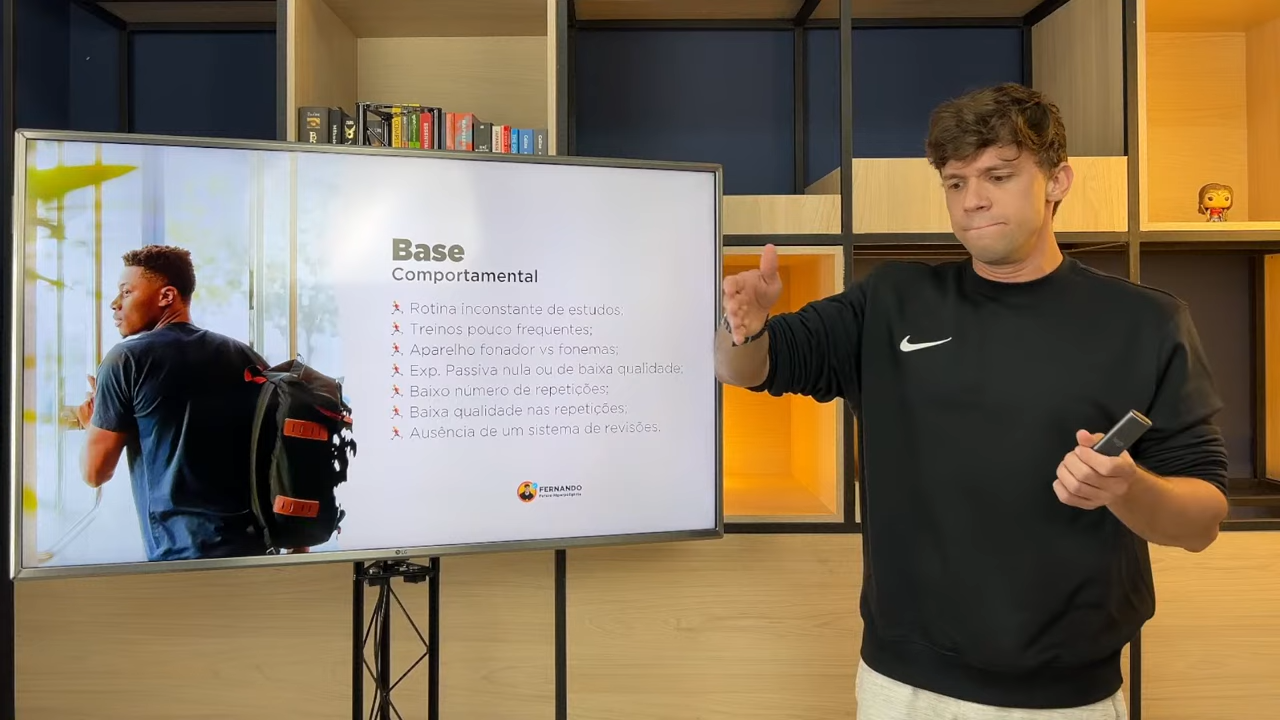 Base
Comportamental
Rotina inconstante de estudos;
Treinos pouco frequentes;
Aparelho fonador vs fonemas;
Exp. Passiva nula ou de baixa qualidade;
Baixo número de repetições;
Baixa qualidade nas repetições;
Ausência de um sistema de revisões.
FERNANDO
LG